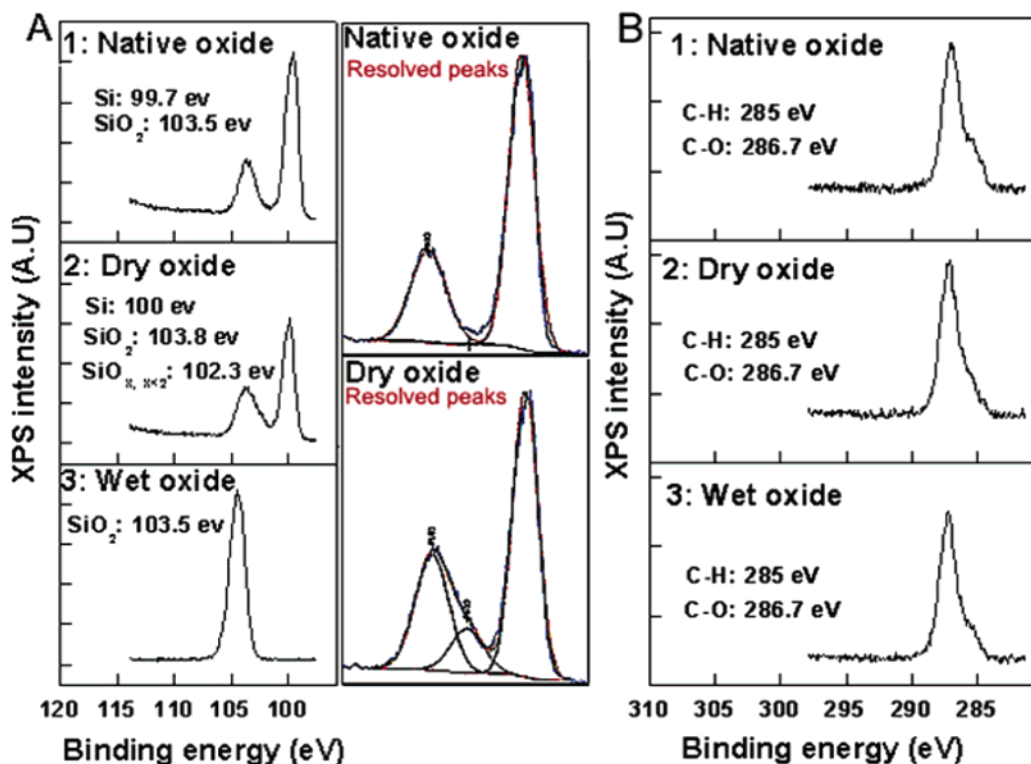 A
1: Native oxide
Si: 99.7 ev
SiO2: 103.5 ev
2: Dry oxide
Si: 100 ev
SiO2: 103.8 ev
SiOX, X<2: 102.3 ev
3: Wet oxide
SiO2: 103.5 ev
XPS intensity (A.U)
120 115 110 105 100
Binding energy (eV)
Native oxide
Resolved peaks
Dry oxide
Resolved peaks
B
1: Native oxide
C-H: 285 eV
C-O: 286.7 eV
2: Dry oxide
C-H: 285 eV
C-O: 286.7 eV
3: Wet oxide
C-H: 285 eV
C-O: 286.7 eV
XPS intensity (A.U)
310 305 300 295 290 285
Binding energy (eV)